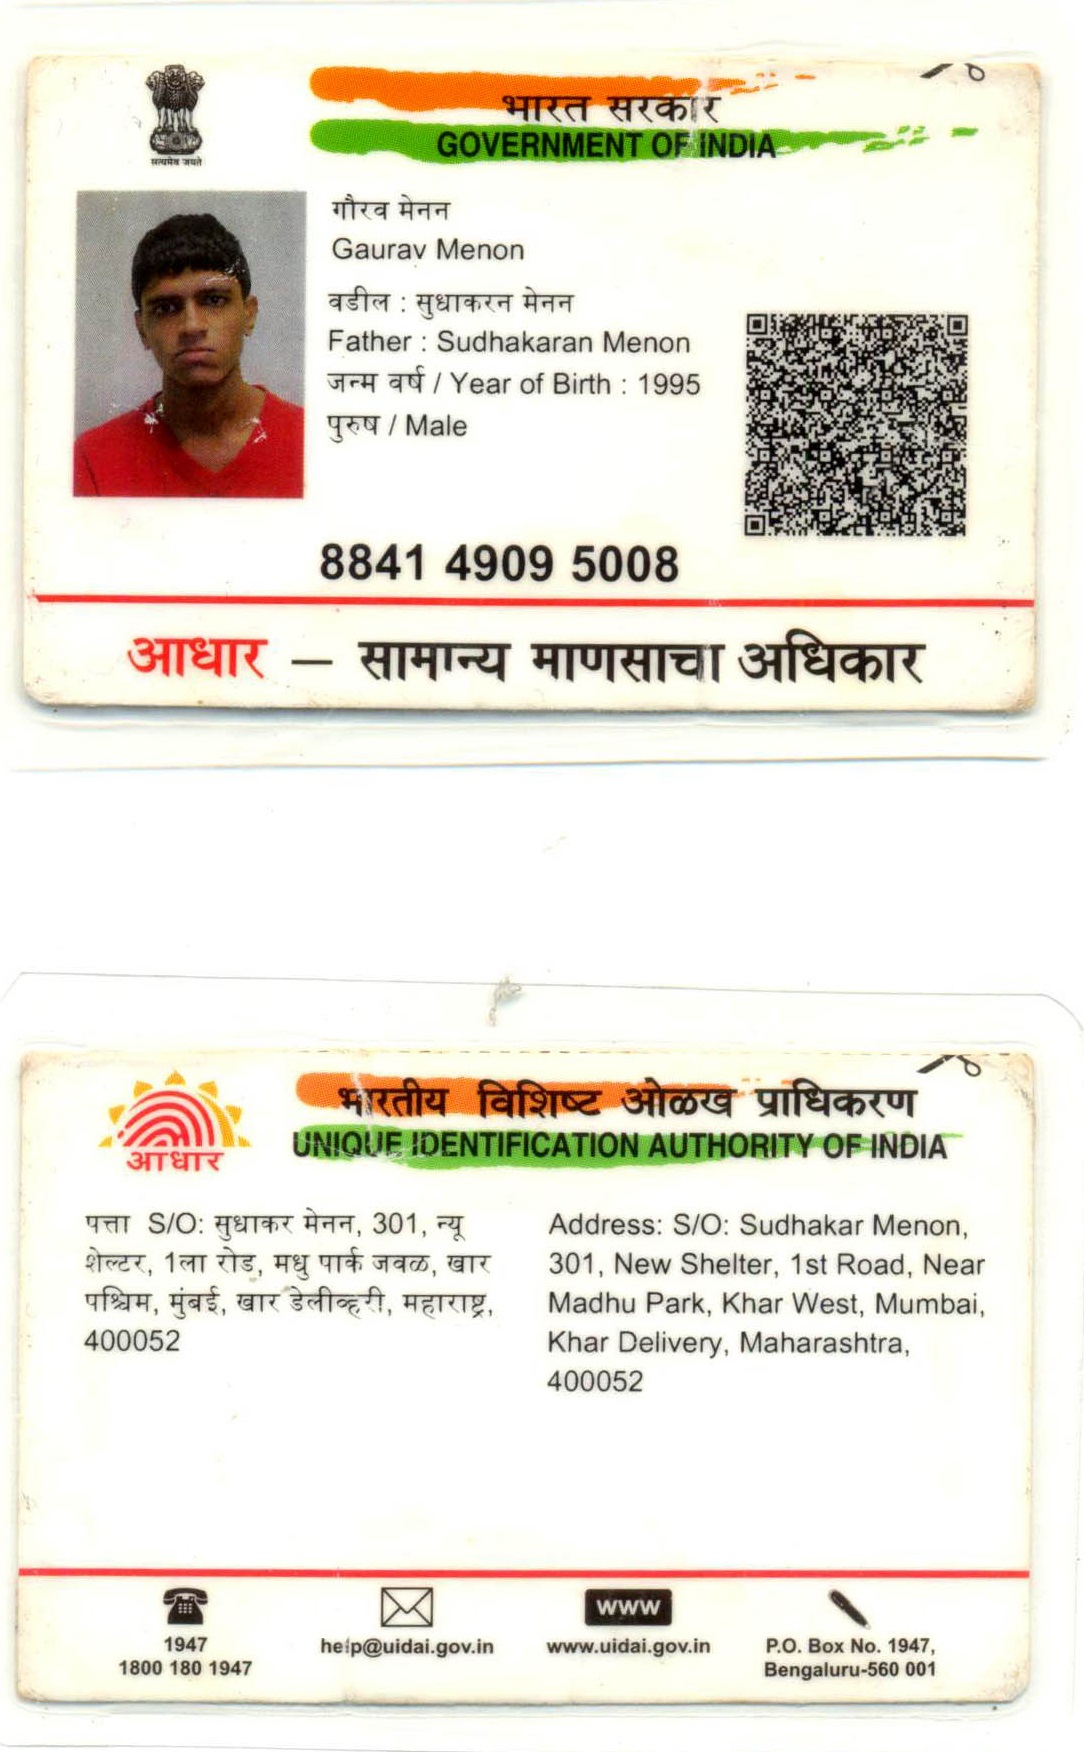 सत्यमेव जयते
भारत सरकार
GOVERNMENT OF INDIA
गौरव मेनन
Gaurav Menon
वडील : सुधाकरन मेनन
Father : Sudhakaran Menon
जन्म वर्ष / Year of Birth : 1995
पुरुष / Male
8841 4909 5008
आधार – सामान्य माणसाचा अधिकार
आधार
भारतीय विशिष्ट ओळख प्राधिकरण
UNIQUE IDENTIFICATION AUTHORITY OF INDIA
पत्ता S/O: सुधाकर मेनन, 301, न्यू
शेल्टर, 1ला रोड, मधु पार्क जवळ, खार
पश्चिम, मुंबई, खार डेलीव्हरी, महाराष्ट्र,
400052
Address: S/O: Sudhakar Menon,
301, New Shelter, 1st Road, Near
Madhu Park, Khar West, Mumbai,
Khar Delivery, Maharashtra,
400052
1947
1800 180 1947
help@uidai.gov.in
www
www.uidai.gov.in
P.O. Box No. 1947,
Bengaluru-560 001